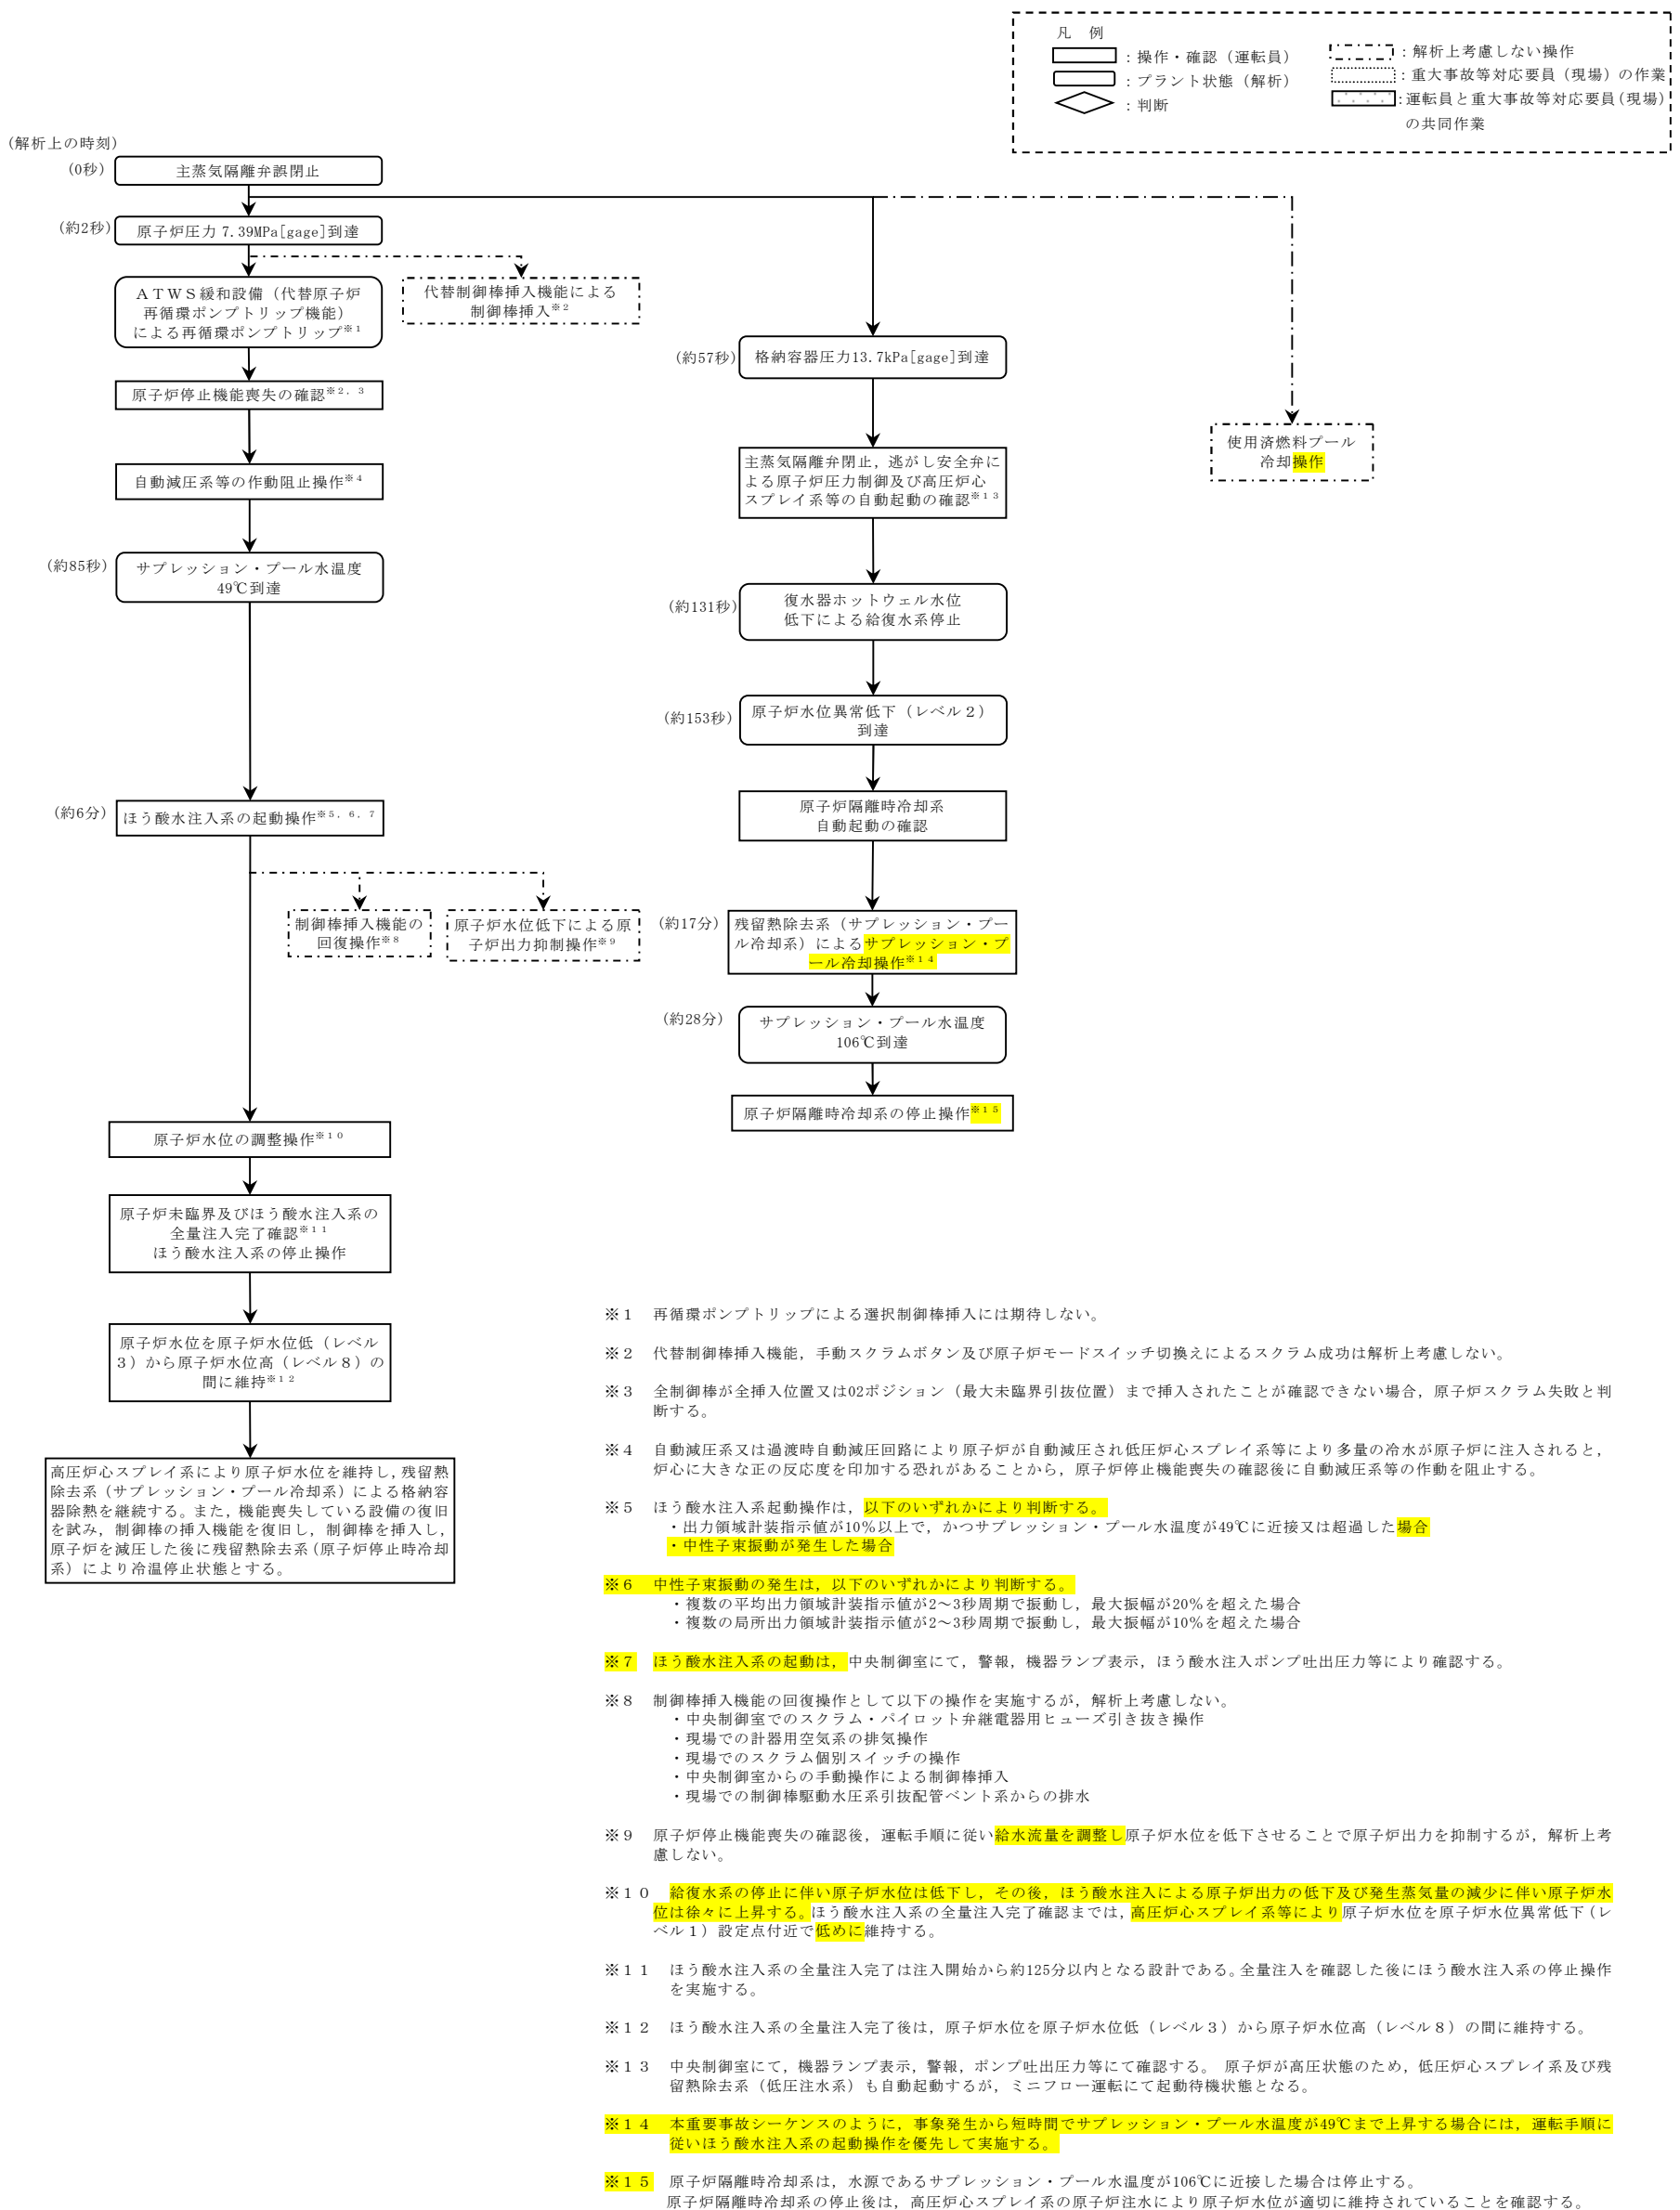 凡　例
：操作・確認（運転員）
：プラント状態（解析）
：判断
：解析上考慮しない操作
：重大事故等対応要員（現場）の作業
：運転員と重大事故等対応要員（現場）
の共同作業
（解析上の時刻）
（0秒）
主蒸気隔離弁誤閉止
（約2秒）
原子炉圧力 7.39MPa[gage]到達
ＡＴＷＳ緩和設備（代替原子炉
再循環ポンプトリップ機能）
による再循環ポンプトリップ※１
代替制御棒挿入機能による
制御棒挿入※２
原子炉停止機能喪失の確認※２，３
自動減圧系等の作動阻止操作※４
（約85秒）
サプレッション・プール水温度
49℃到達
（約6分）
ほう酸水注入系の起動操作※５，６，７
制御棒挿入機能の
回復操作※８
原子炉水位低下による原
子炉出力抑制操作※９
原子炉水位の調整操作※１０
原子炉未臨界及びほう酸水注入系の
全量注入完了確認※１１
ほう酸水注入系の停止操作
原子炉水位を原子炉水位低（レベル
３）から原子炉水位高（レベル８）の
間に維持※１２
高圧炉心スプレイ系により原子炉水位を維持し，残留熱
除去系（サプレッション・プール冷却系）による格納容
器除熱を継続する。また，機能喪失している設備の復旧
を試み，制御棒の挿入機能を復旧し，制御棒を挿入し，
原子炉を減圧した後に残留熱除去系（原子炉停止時冷却
系）により冷温停止状態とする。
（約57秒）
格納容器圧力13.7kPa[gage]到達
主蒸気隔離弁閉止，逃がし安全弁に
よる原子炉圧力制御及び高圧炉心
スプレイ系等の自動起動の確認※１３
（約131秒）
復水器ホットウェル水位
低下による給復水系停止
（約153秒）
原子炉水位異常低下（レベル２）
到達
原子炉隔離時冷却系
自動起動の確認
（約17分）
残留熱除去系（サプレッション・プー
ル冷却系）によるサプレッション・プ
ール冷却操作※１４
（約28分）
サプレッション・プール水温度
106℃到達
原子炉隔離時冷却系の停止操作※１５
使用済燃料プール
冷却操作
※１　再循環ポンプトリップによる選択制御棒挿入には期待しない。
※２　代替制御棒挿入機能，手動スクラムボタン及び原子炉モードスイッチ切換えによるスクラム成功は解析上考慮しない。
※３　全制御棒が全挿入位置又は02ポジション（最大未臨界引抜位置）まで挿入されたことが確認できない場合，原子炉スクラム失敗と判
断する。
※４　自動減圧系又は過渡時自動減圧回路により原子炉が自動減圧され低圧炉心スプレイ系等により多量の冷水が原子炉に注入されると，
炉心に大きな正の反応度を印加する恐れがあることから，原子炉停止機能喪失の確認後に自動減圧系等の作動を阻止する。
※５　ほう酸水注入系起動操作は，以下のいずれかにより判断する。
・出力領域計装指示値が10％以上で，かつサプレッション・プール水温度が49℃に近接又は超過した場合
・中性子束振動が発生した場合
※６　中性子束振動の発生は，以下のいずれかにより判断する。
・複数の平均出力領域計装指示値が2～3秒周期で振動し，最大振幅が20％を超えた場合
・複数の局所出力領域計装指示値が2～3秒周期で振動し，最大振幅が10％を超えた場合
※７　ほう酸水注入系の起動は，中央制御室にて，警報，機器ランプ表示，ほう酸水注入ポンプ吐出圧力等により確認する。
※８　制御棒挿入機能の回復操作として以下の操作を実施するが，解析上考慮しない。
・中央制御室でのスクラム・パイロット弁継電器用ヒューズ引き抜き操作
・現場での計器用空気系の排気操作
・現場でのスクラム個別スイッチの操作
・中央制御室からの手動操作による制御棒挿入
・現場での制御棒駆動水圧系引抜配管ベント系からの排水
※９　原子炉停止機能喪失の確認後，運転手順に従い給水流量を調整し原子炉水位を低下させることで原子炉出力を抑制するが，解析上考
慮しない。
※１０　給復水系の停止に伴い原子炉水位は低下し，その後，ほう酸水注入による原子炉出力の低下及び発生蒸気量の減少に伴い原子炉水
位は徐々に上昇する。ほう酸水注入系の全量注入完了確認までは，高圧炉心スプレイ系等により原子炉水位を原子炉水位異常低下（レ
ベル１）設定点付近で低めに維持する。
※１１　ほう酸水注入系の全量注入完了は注入開始から約125分以内となる設計である。全量注入を確認した後にほう酸水注入系の停止操作
を実施する。
※１２　ほう酸水注入系の全量注入完了後は，原子炉水位を原子炉水位低（レベル３）から原子炉水位高（レベル８）の間に維持する。
※１３　中央制御室にて，機器ランプ表示，警報，ポンプ吐出圧力等にて確認する。　原子炉が高圧状態のため，低圧炉心スプレイ系及び残
留熱除去系（低圧注水系）も自動起動するが，ミニフロー運転にて起動待機状態となる。
※１４　本重要事故シーケンスのように，事象発生から短時間でサプレッション・プール水温度が49℃まで上昇する場合には，運転手順に
従いほう酸水注入系の起動操作を優先して実施する。
※１５　原子炉隔離時冷却系は，水源であるサプレッション・プール水温度が106℃に近接した場合は停止する。
原子炉隔離時冷却系の停止後は，高圧炉心スプレイ系の原子炉注水により原子炉水位が適切に維持されていることを確認する。